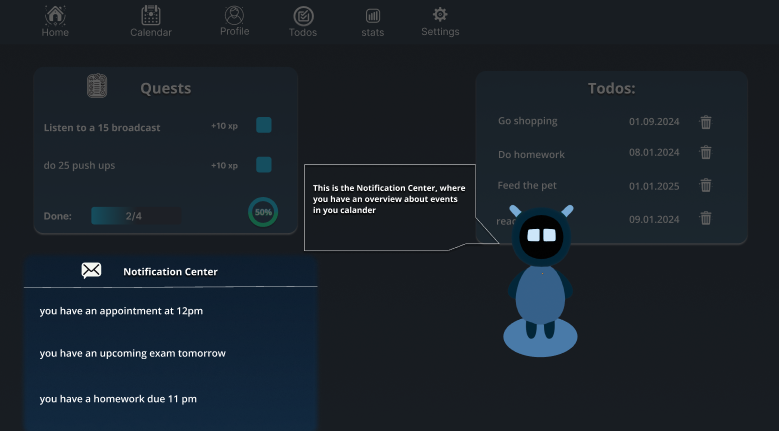 Home Calendar Profile Todos stats Settings
Quests
Listen to a 15 broadcast +10 xp
do 25 push ups +10 xp
Done: 2/4 50%
Todos:
Go shopping 01.09.2024
Do homework 08.01.2024
Feed the pet 01.01.2025
09.01.2024
This is the Notification Center, where
you have an overview about events
in you calander
Notification Center
you have an appointment at 12pm
you have an upcoming exam tomorrow
you have a homework due 11 pm